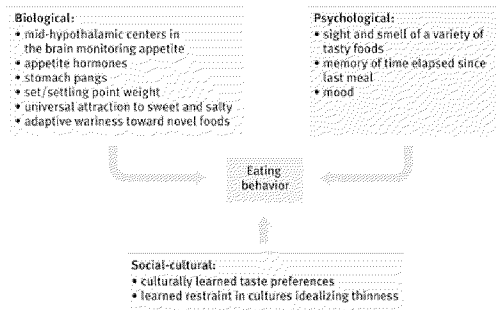 Biological:
• mid-hypothalamic centers in
the brain monitoring appetite
• appetite hormones
• stomach pangs
• set/settling point weight
• universal attraction to sweet and salty
• adaptive wariness toward novel foods
Psychological:
• sight and smell of a variety of
tasty foods
• memory of time elapsed since
last meal
• mood
Eating
behavior
Social-cultural:
• culturally learned taste preferences
• learned restraint in cultures idealizing thinness